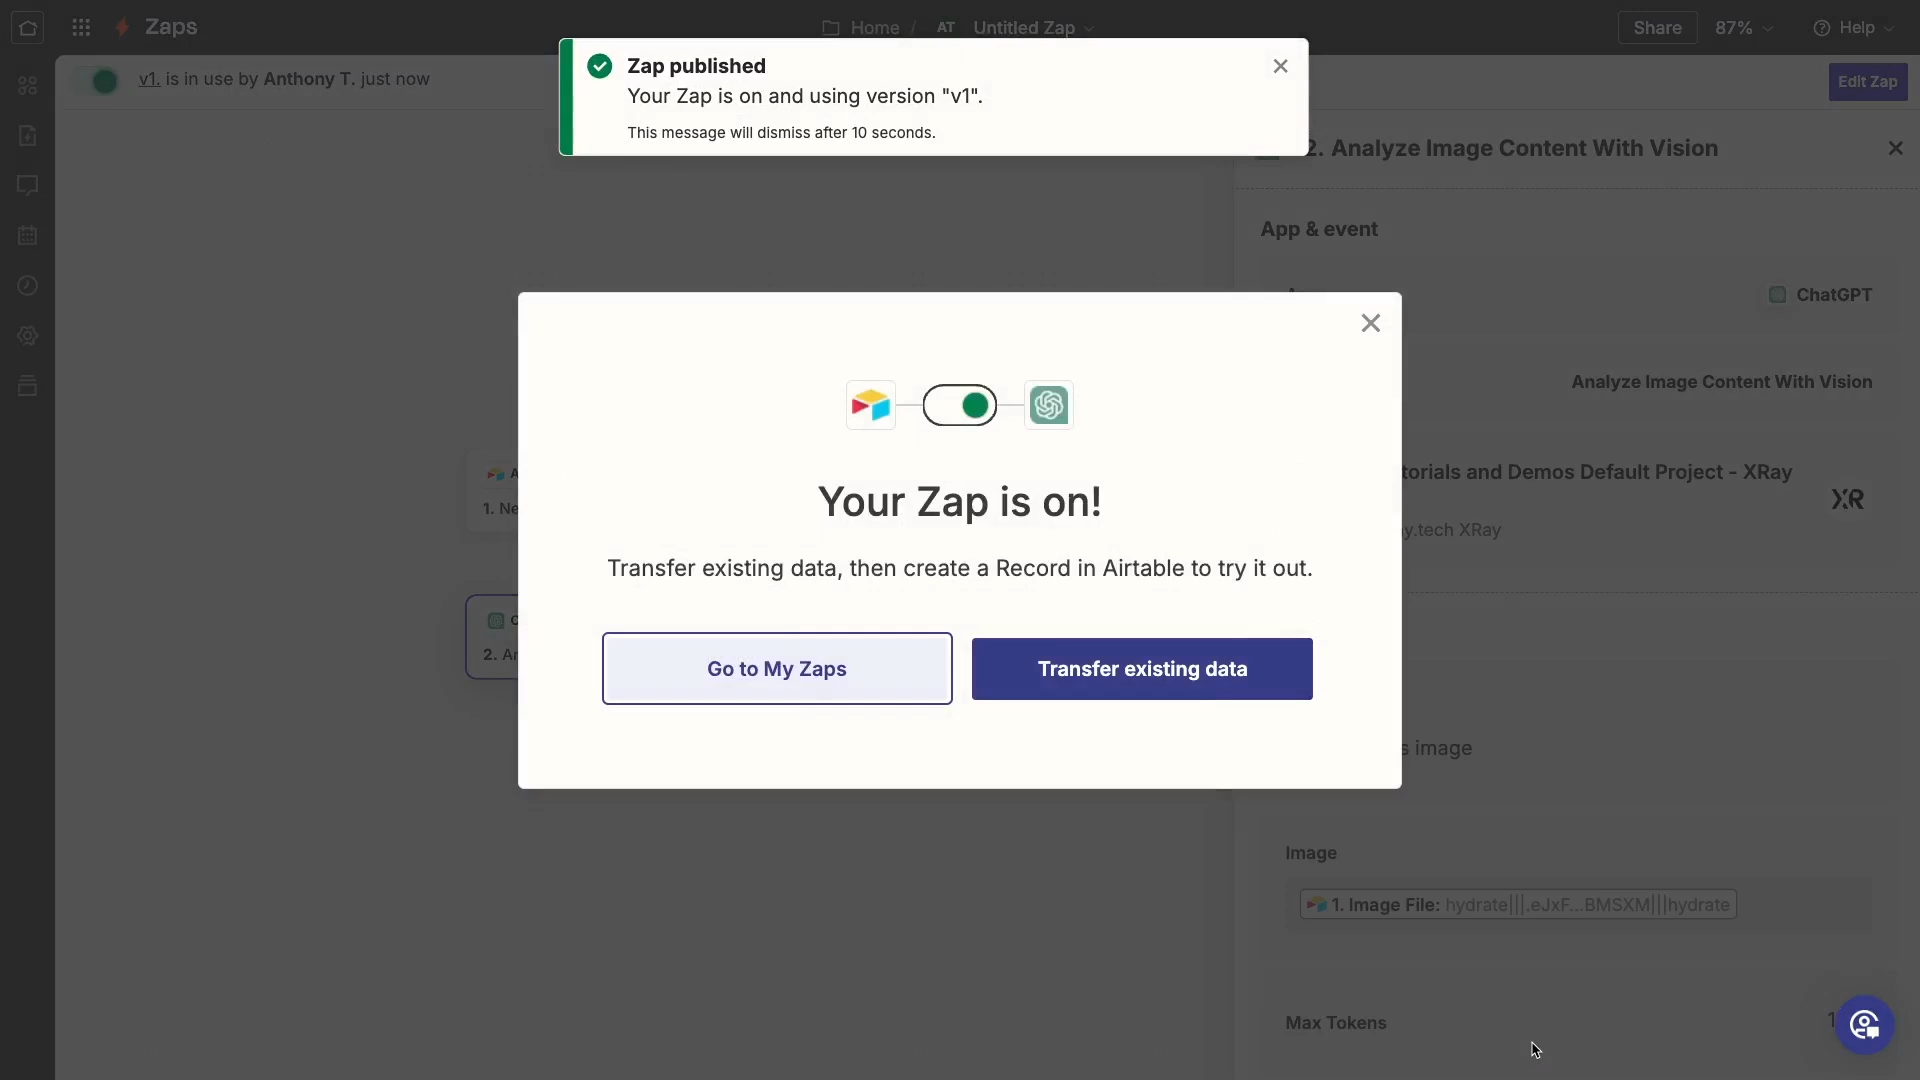 Zaps
Home / AT Untitled Zap
Share
87%
Help
v1. is in use by Anthony T. just now
Edit Zap
Zap published
Your Zap is on and using version "v1".
This message will dismiss after 10 seconds.
2. Analyze Image Content With Vision
App & event
ChatGPT
Analyze Image Content With Vision
torials and Demos Default Project - XRay
XR
y.tech XRay
1. Ne
2. An
Your Zap is on!
Transfer existing data, then create a Record in Airtable to try it out.
Go to My Zaps
Transfer existing data
s image
Image
1. Image File: hydrate|||.eJxF...BMSXM|||hydrate
Max Tokens